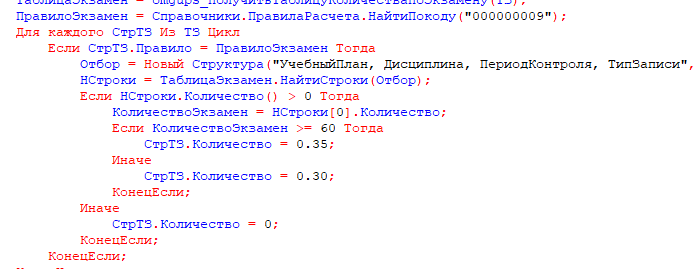 ТаблицаЭкзамен = omgups_ПолучитьТаблицуКоличествПоЭкзамену(ТЗ);
ПравилоЭкзамен = Справочники.ПравилаРасчета.НайтиПокоду("000000009");
Для каждого СтрТЗ Из ТЗ Цикл
Если СтрТЗ.Правило = ПравилоЭкзамен Тогда
Отбор = Новый Структура("УчебныйПлан, Дисциплина, ПериодКонтроля, ТипЗаписи",
НСтроки = ТаблицаЭкзамен.НайтиСтроки(Отбор);
Если НСтроки.Количество() > 0 Тогда
КоличествоЭкзамен = НСтроки[0].Количество;
Если КоличествоЭкзамен >= 60 Тогда
СтрТЗ.Количество = 0.35;
Иначе
СтрТЗ.Количество = 0.30;
КонецЕсли;
Иначе
СтрТЗ.Количество = 0;
КонецЕсли;
КонецЕсли;